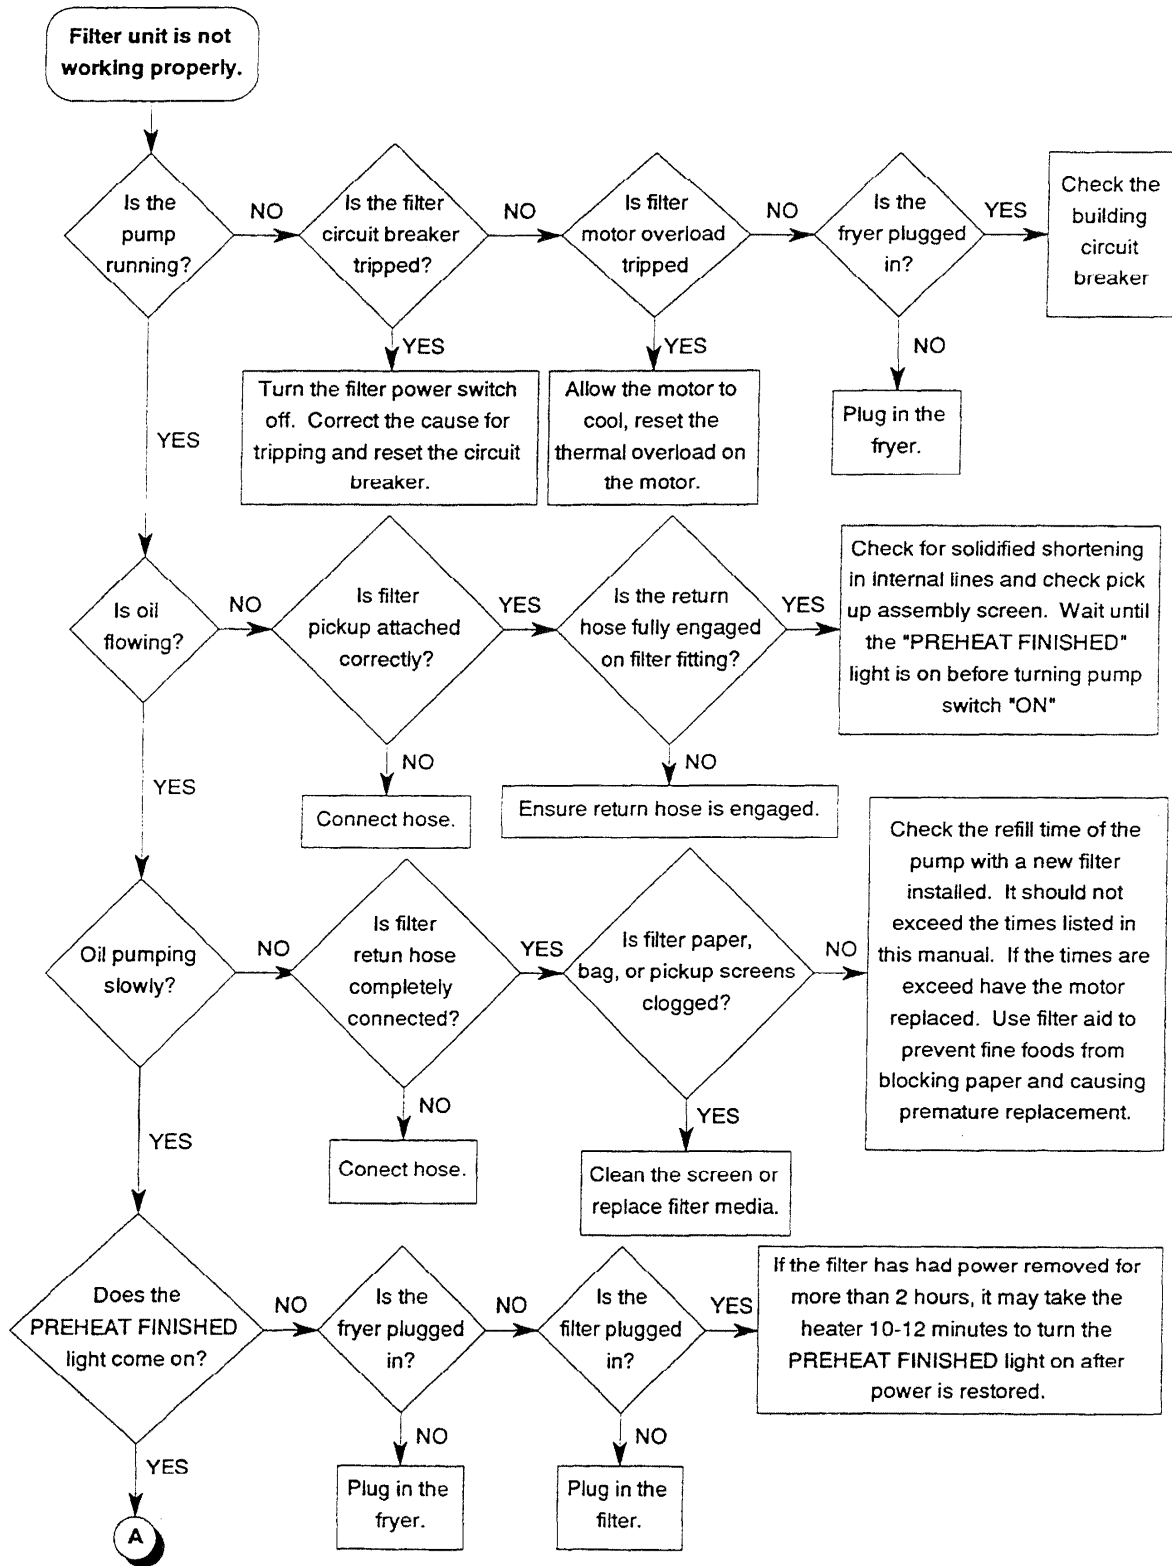 Filter unit is not
working properly.
Is the
pump
running?
NO
Is the filter
circuit breaker
tripped?
NO
Is filter
motor overload
tripped
NO
Is the
fryer plugged
in?
YES
Check the
building
circuit
breaker
YES
YES
NO
Turn the filter power switch
off. Correct the cause for
tripping and reset the circuit
breaker.
Allow the motor to
cool, reset the
thermal overload on
the motor.
Plug in the
fryer.
YES
Is oil
flowing?
NO
Is filter
pickup attached
correctly?
YES
Is the return
hose fully engaged
on filter fitting?
YES
Check for solidified shortening
in internal lines and check pick
up assembly screen. Wait until
the "PREHEAT FINISHED"
light is on before turning pump
switch "ON"
NO
NO
Connect hose.
Ensure return hose is engaged.
YES
Oil pumping
slowly?
NO
Is filter
retun hose
completely
connected?
YES
Is filter paper,
bag, or pickup screens
clogged?
NO
Check the refill time of the
pump with a new filter
installed. It should not
exceed the times listed in
this manual. If the times are
exceed have the motor
replaced. Use filter aid to
prevent fine foods from
blocking paper and causing
premature replacement.
NO
YES
Conect hose.
Clean the screen or
replace filter media.
YES
Does the
PREHEAT FINISHED
light come on?
NO
Is the
fryer plugged
in?
NO
Is the
filter plugged
in?
YES
If the filter has had power removed for
more than 2 hours, it may take the
heater 10-12 minutes to turn the
PREHEAT FINISHED light on after
power is restored.
NO
NO
Plug in the
fryer.
Plug in the
filter.
YES
A